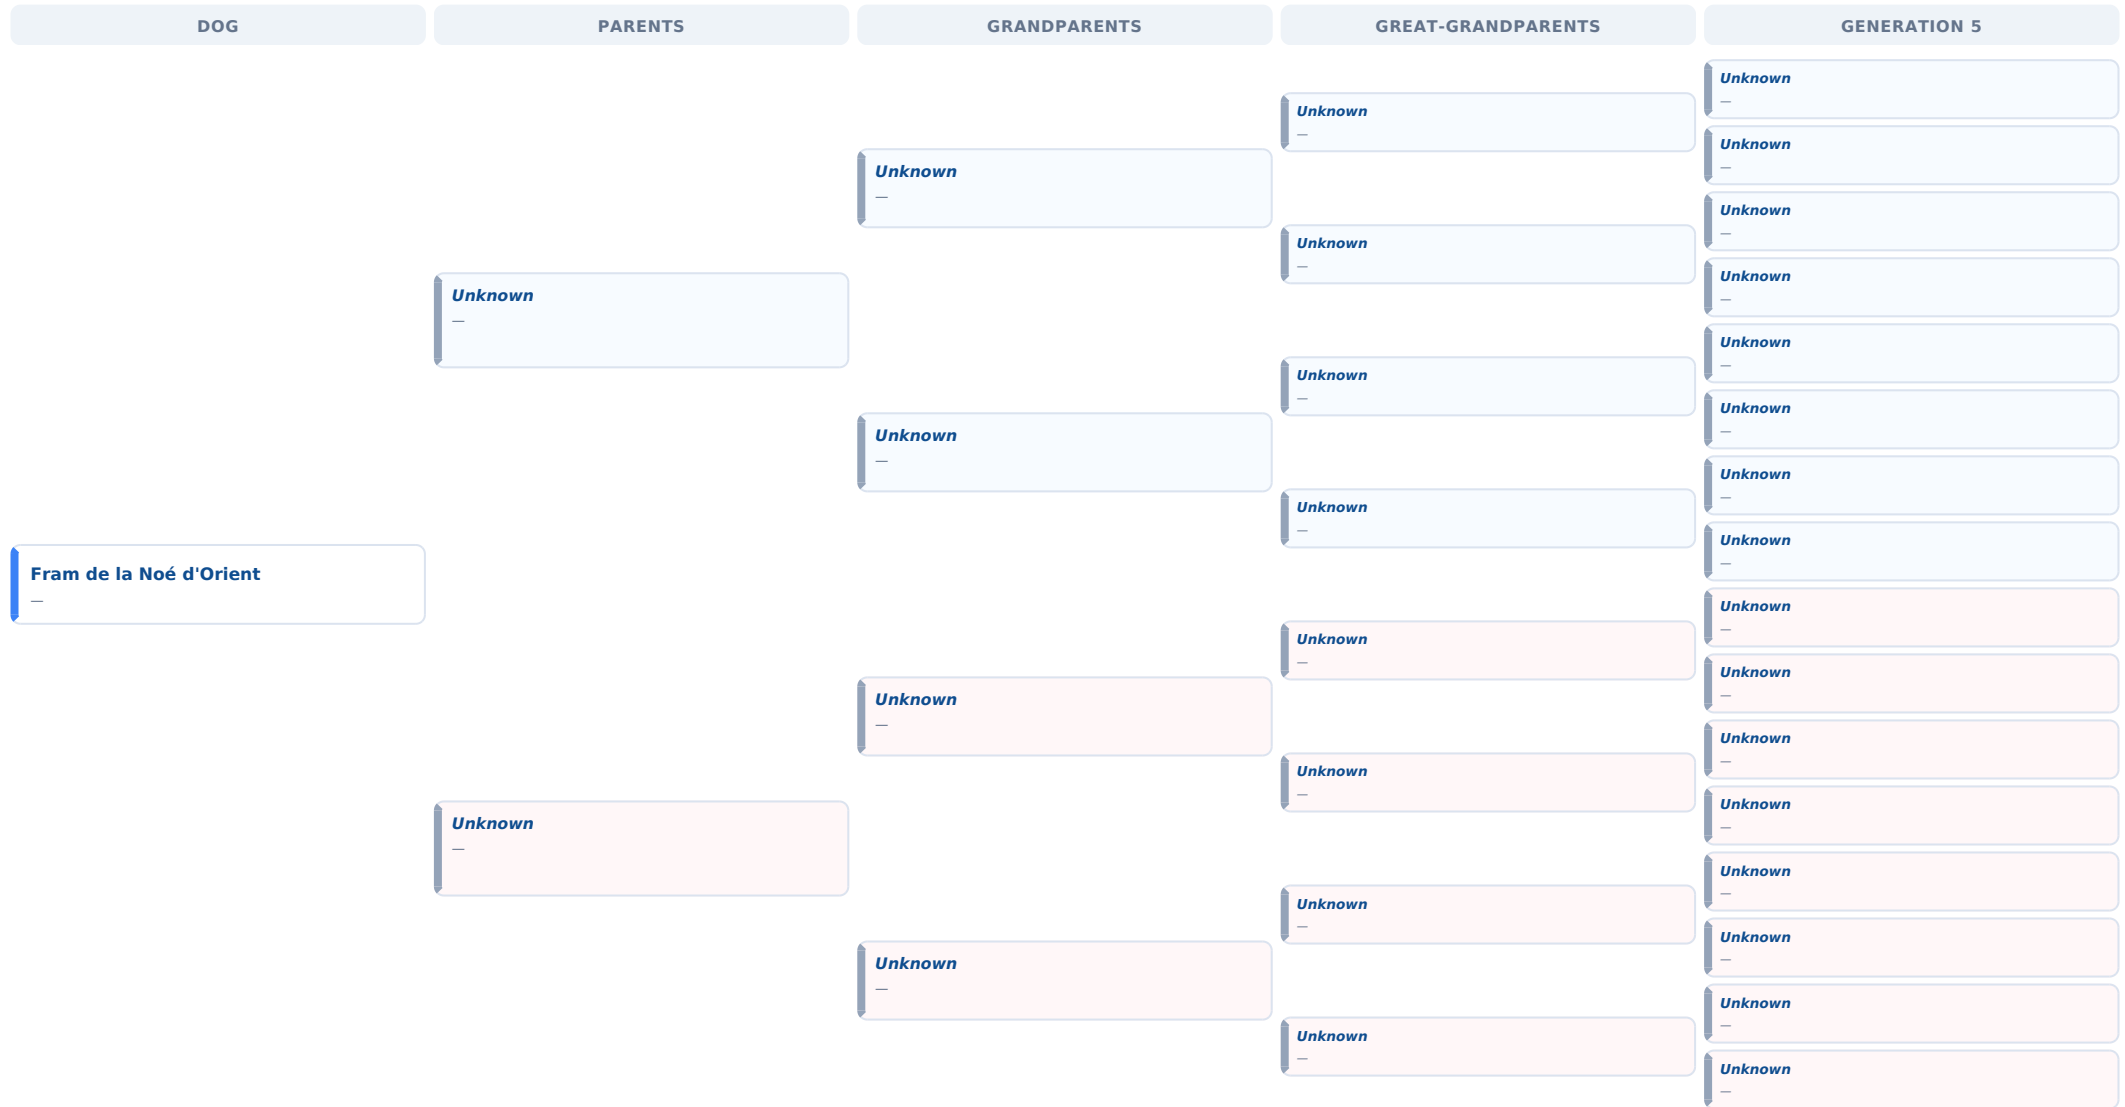 DOG
PARENTS
GRANDPARENTS
GREAT-GRANDPARENTS
GENERATION 5
Fram de la Noé d'Orient
—
Unknown
—
Unknown
—
Unknown
—
Unknown
—
Unknown
—
Unknown
—
Unknown
—
Unknown
—
Unknown
—
Unknown
—
Unknown
—
Unknown
—
Unknown
—
Unknown
—
Unknown
—
Unknown
—
Unknown
—
Unknown
—
Unknown
—
Unknown
—
Unknown
—
Unknown
—
Unknown
—
Unknown
—
Unknown
—
Unknown
—
Unknown
—
Unknown
—
Unknown
—
Unknown
—